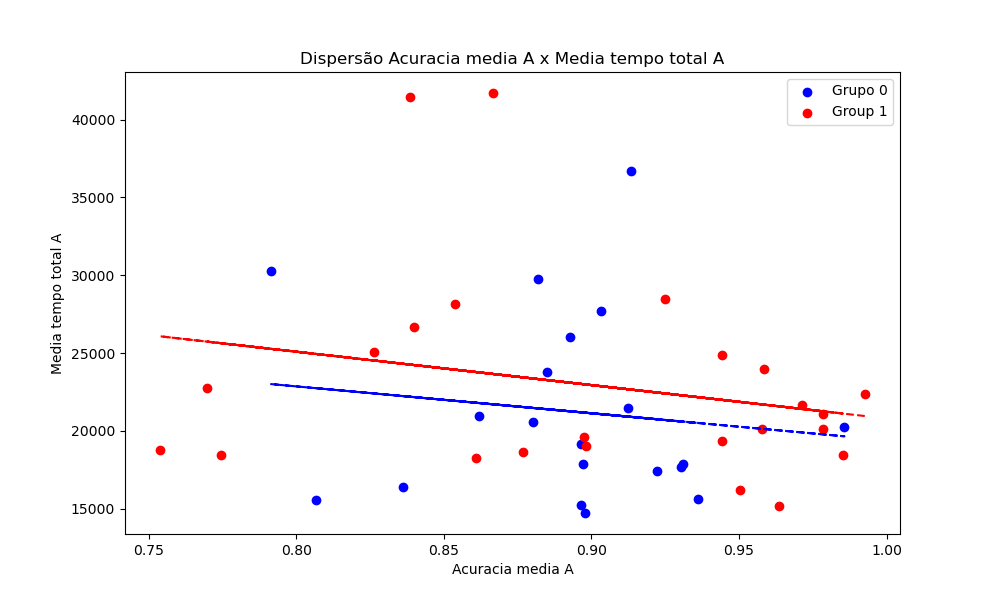 Dispersão Acuracia media A x Media tempo total A
Grupo 0
Group 1
40000
35000
30000
25000
20000
15000
Media tempo total A
0.75 0.80 0.85 0.90 0.95 1.00
Acuracia media A